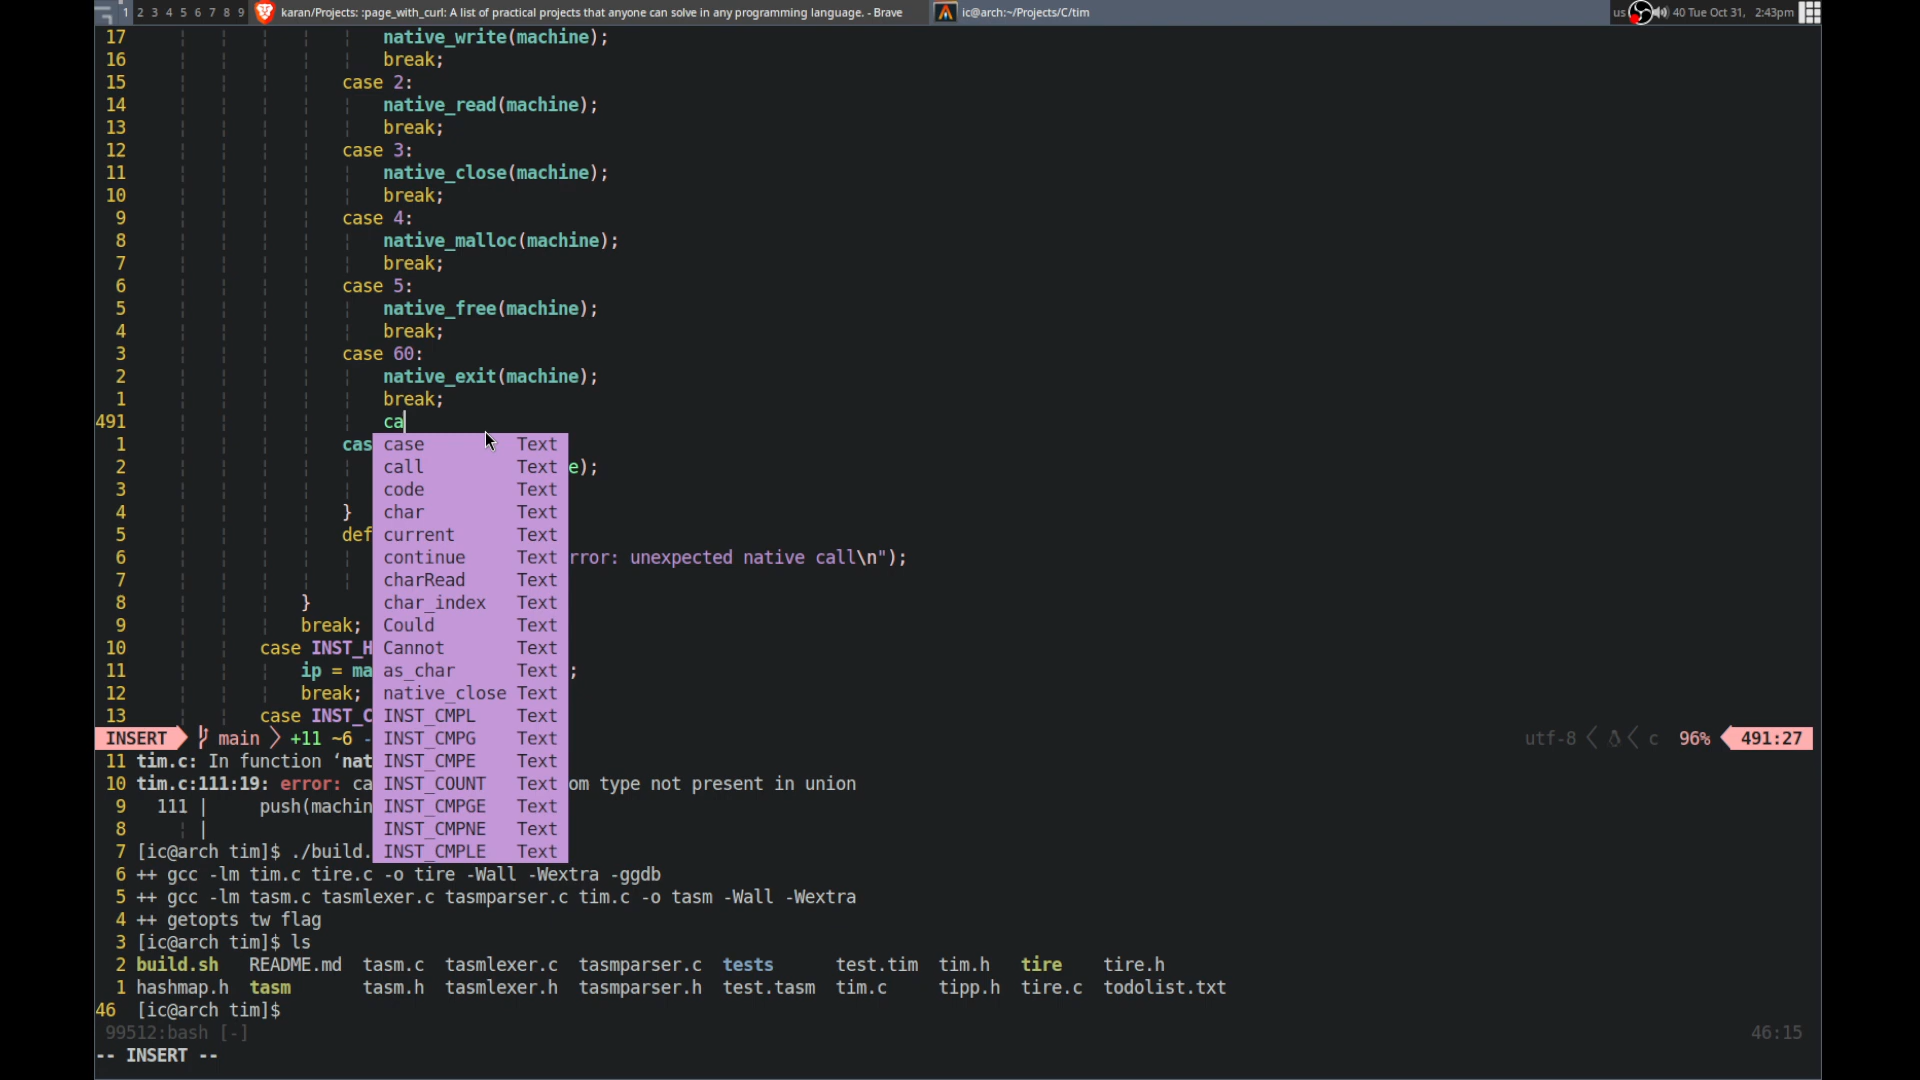 1 2 3 4 5 6 7 8 9 karan/Projects: :page_with_curl: A list of practical projects that anyone can solve in any programming language. - Brave ic@arch:~/Projects/C/tim us 40 Tue Oct 31, 2:43pm
17 native_write(machine);
16 break;
15 case 2:
14 native_read(machine);
13 break;
12 case 3:
11 native_close(machine);
10 break;
9 case 4:
8 native_malloc(machine);
7 break;
6 case 5:
5 native_free(machine);
4 break;
3 case 60:
2 native_exit(machine);
1 break;
491 ca
1 cas case Text
2 call Text e);
3 code Text
4 } char Text
5 def current Text
6 continue Text rror: unexpected native call\n");
7 charRead Text
8 } char_index Text
9 break; Could Text
10 case INST_H Cannot Text
11 ip = ma as_char Text ;
12 break; native_close Text
13 case INST_C INST_CMPL Text
INSERT main +11 ~6 - INST_CMPG Text utf-8 c 96% 491:27
11 tim.c: In function ‘nat INST_CMPE Text
10 tim.c:111:19: error: ca INST_COUNT Text om type not present in union
9 111 | push(machin INST_CMPGE Text
8 | INST_CMPNE Text
7 [ic@arch tim]$ ./build. INST_CMPLE Text
6 ++ gcc -lm tim.c tire.c -o tire -Wall -Wextra -ggdb
5 ++ gcc -lm tasm.c tasmlexer.c tasmparser.c tim.c -o tasm -Wall -Wextra
4 ++ getopts tw flag
3 [ic@arch tim]$ ls
2 build.sh README.md tasm.c tasmlexer.c tasmparser.c tests test.tim tim.h tire tire.h
1 hashmap.h tasm tasm.h tasmlexer.h tasmparser.h test.tasm tim.c tipp.h tire.c todolist.txt
46 [ic@arch tim]$
99512:bash [-] 46:15
-- INSERT --